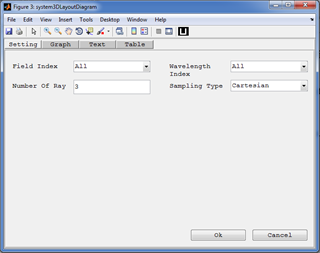 Figure 3: system3DLayoutDiagram
File Edit View Insert Tools Desktop Window Help
Setting Graph Text Table
Field Index All Wavelength Index All
Number Of Ray 3 Sampling Type Cartesian
Ok Cancel